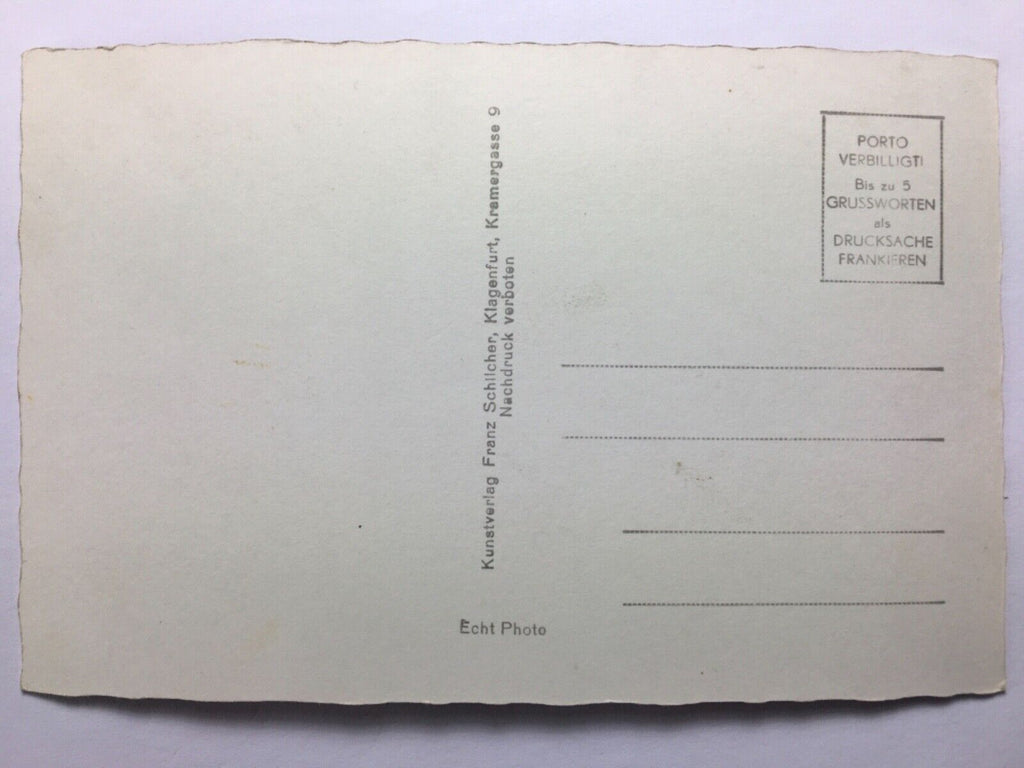 Kunstverlag Franz Schilcher, Klagenfurt, Kramergasse 9
Nachdruck verboten
Echt Photo
PORTO
VERBILLIGT!
Bis zu 5
GRUSSWORTEN
als
DRUCKSACHE
FRANKIEREN